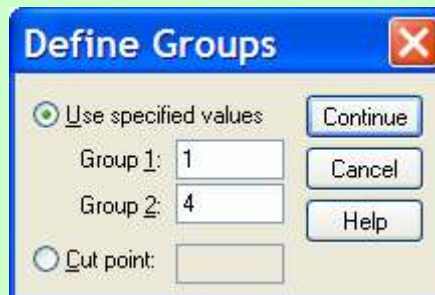 Define Groups
Use specified values
Continue
Group 1: 1
Cancel
Group 2: 4
Help
Cut point: